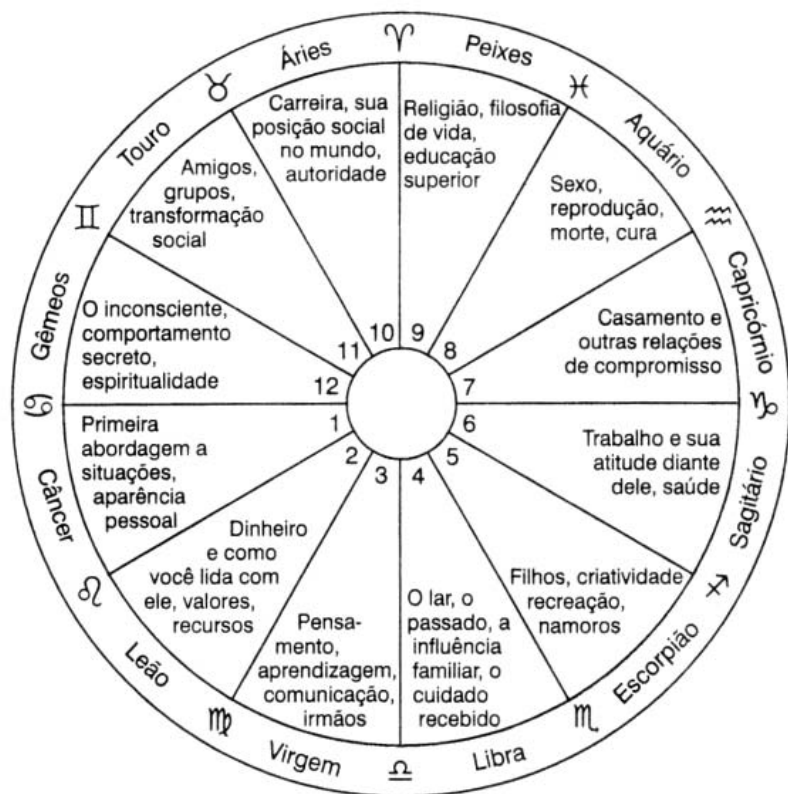 Áries
Peixes
Touro
Aquário
Gêmeos
Capricórnio
Câncer
Sagitário
Leão
Escorpião
Virgem
Libra
Carreira, sua
posição social
no mundo,
autoridade
Religião, filosofia
de vida,
educação
superior
Amigos,
grupos,
transformação
social
Sexo,
reprodução,
morte, cura
O inconsciente,
comportamento
secreto,
espiritualidade
Casamento e
outras relações
de compromisso
10 9
11 8
12 7
1 6
2 5
3 4
Primeira
abordagem a
situações,
aparência
pessoal
Trabalho e sua
atitude diante
dele, saúde
Dinheiro
e como
você lida com
ele, valores,
recursos
Filhos, criatividade
recreação,
namoros
Pensa-
mento,
aprendizagem,
comunicação,
irmãos
O lar, o
passado, a
influência
familiar, o
cuidado
recebido